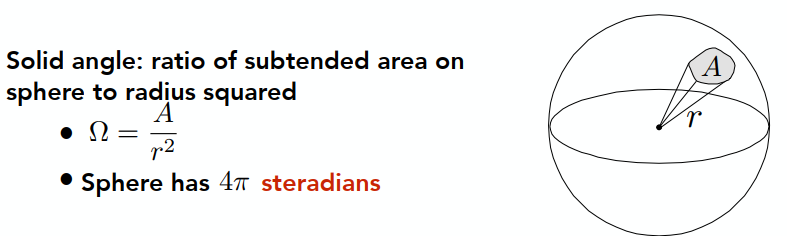 Solid angle: ratio of subtended area on
sphere to radius squared
• Ω = A / r²
• Sphere has 4π steradians
A
r